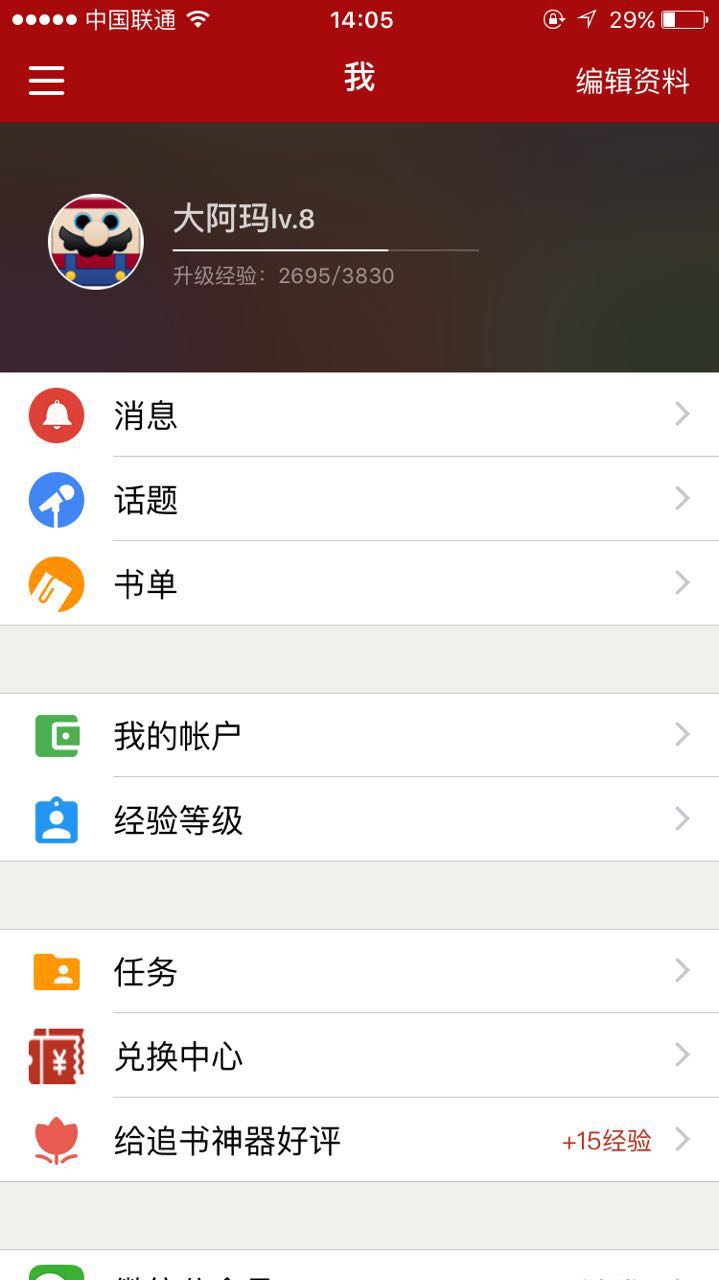 中国联通 14:05 29%
我 编辑资料
大阿玛lv.8
升级经验：2695/3830
消息
话题
书单
我的帐户
经验等级
任务
¥ 兑换中心
给追书神器好评 +15经验